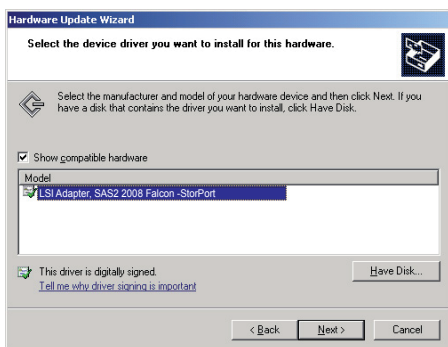 Hardware Update Wizard
Select the device driver you want to install for this hardware.
Select the manufacturer and model of your hardware device and then click Next. If you
have a disk that contains the driver you want to install, click Have Disk.
Show compatible hardware
Model
LSI Adapter, SAS2 2008 Falcon -StorPort
This driver is digitally signed.
Have Disk...
Tell me why driver signing is important
< Back
Next >
Cancel